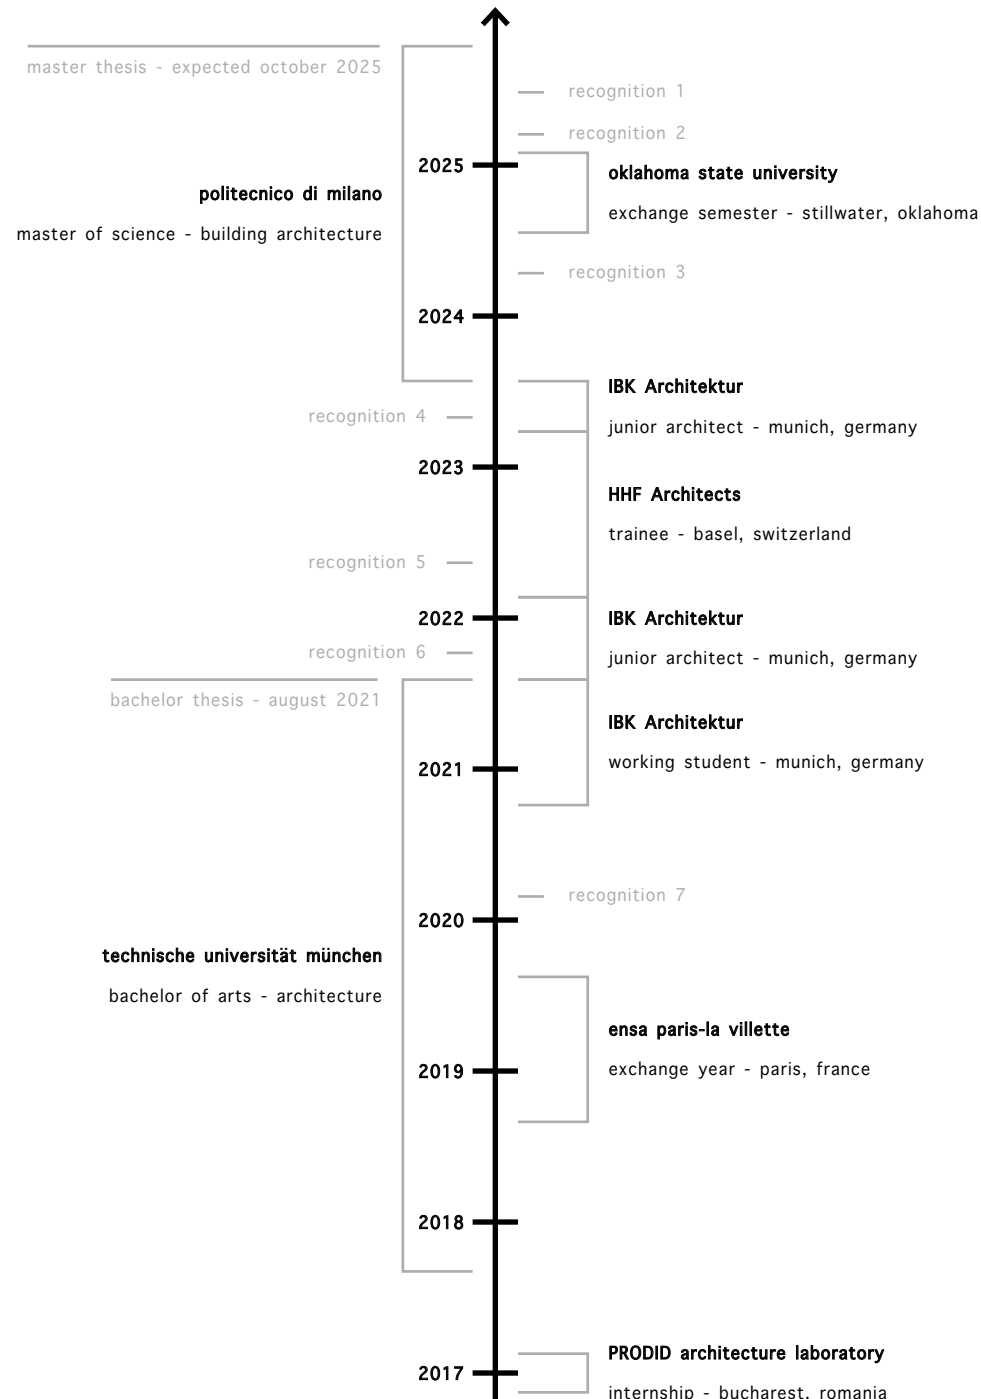 master thesis - expected october 2025
recognition 1
recognition 2
2025
oklahoma state university
politecnico di milano
exchange semester - stillwater, oklahoma
master of science - building architecture
recognition 3
2024
IBK Architektur
recognition 4
junior architect - munich, germany
2023
HHF Architects
trainee - basel, switzerland
recognition 5
2022
IBK Architektur
recognition 6
junior architect - munich, germany
bachelor thesis - august 2021
IBK Architektur
working student - munich, germany
2021
recognition 7
2020
technische universität münchen
bachelor of arts - architecture
ensa paris-la villette
exchange year - paris, france
2019
2018
PRODID architecture laboratory
2017
internship - bucharest, romania